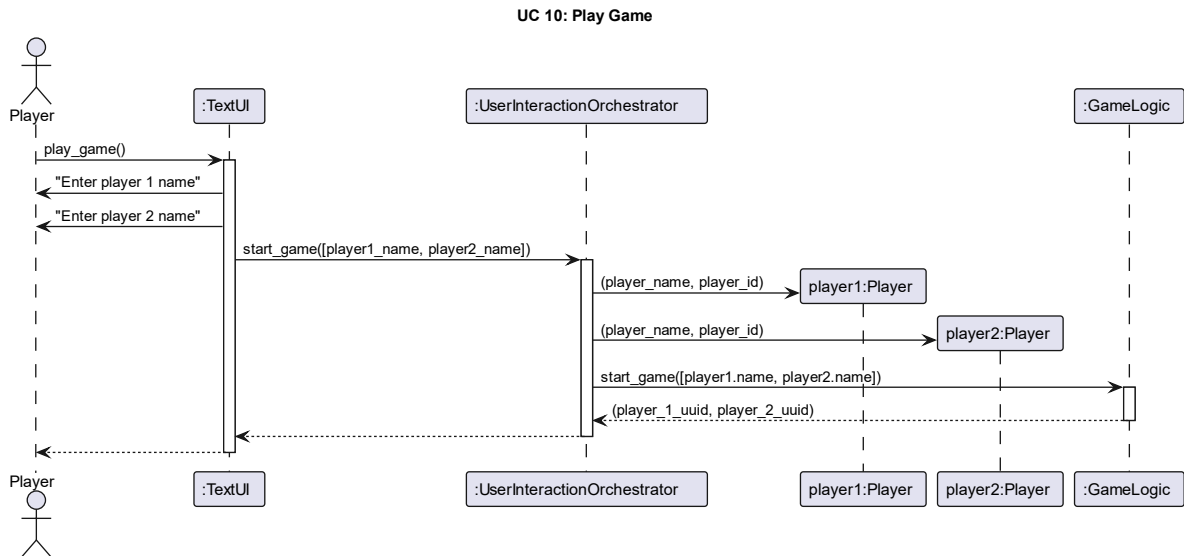 UC 10: Play Game
Player
:TextUI
:UserInteractionOrchestrator
:GameLogic
play_game()
"Enter player 1 name"
"Enter player 2 name"
start_game([player1_name, player2_name])
(player_name, player_id)
player1:Player
(player_name, player_id)
player2:Player
start_game([player1.name, player2.name])
(player_1_uuid, player_2_uuid)
Player
:TextUI
:UserInteractionOrchestrator
player1:Player
player2:Player
:GameLogic